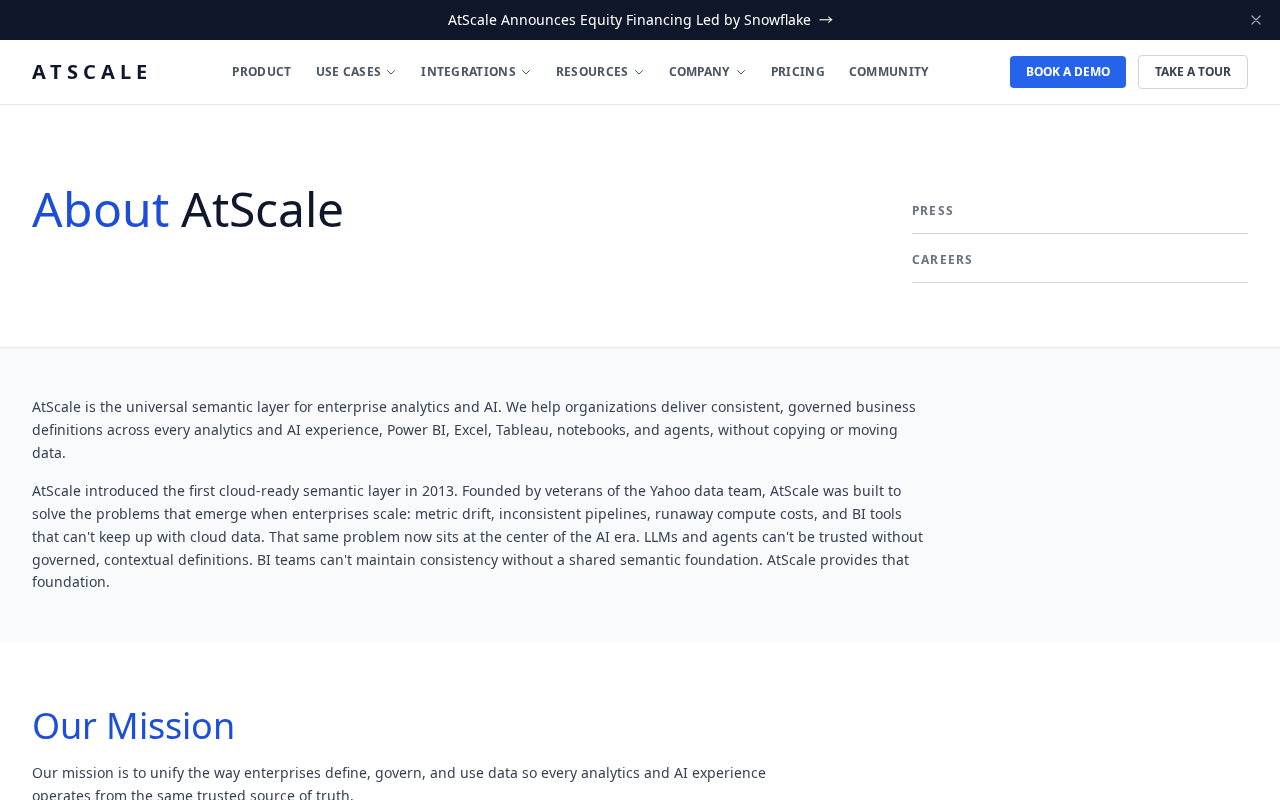 AtScale Announces Equity Financing Led by Snowflake →
ATSCALE
PRODUCT
USE CASES
INTEGRATIONS
RESOURCES
COMPANY
PRICING
COMMUNITY
BOOK A DEMO
TAKE A TOUR
About AtScale
PRESS
CAREERS
AtScale is the universal semantic layer for enterprise analytics and AI. We help organizations deliver consistent, governed business
definitions across every analytics and AI experience, Power BI, Excel, Tableau, notebooks, and agents, without copying or moving
data.
AtScale introduced the first cloud-ready semantic layer in 2013. Founded by veterans of the Yahoo data team, AtScale was built to
solve the problems that emerge when enterprises scale: metric drift, inconsistent pipelines, runaway compute costs, and BI tools
that can't keep up with cloud data. That same problem now sits at the center of the AI era. LLMs and agents can't be trusted without
governed, contextual definitions. BI teams can't maintain consistency without a shared semantic foundation. AtScale provides that
foundation.
Our Mission
Our mission is to unify the way enterprises define, govern, and use data so every analytics and AI experience
operates from the same trusted source of truth.